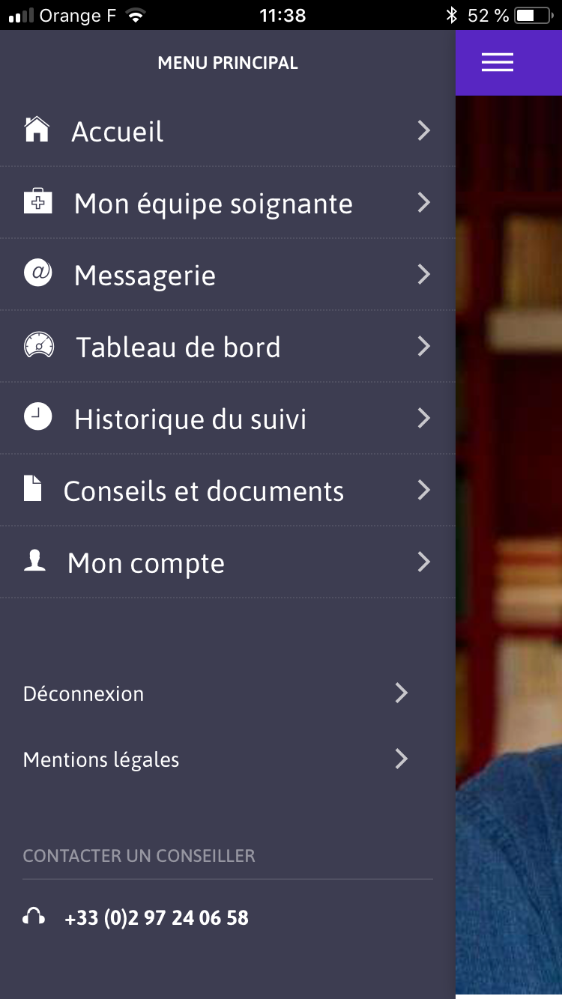 Orange F 11:38 52 %
MENU PRINCIPAL
Accueil
Mon équipe soignante
@ Messagerie
Tableau de bord
Historique du suivi
Conseils et documents
Mon compte
Déconnexion
Mentions légales
CONTACTER UN CONSEILLER
+33 (0)2 97 24 06 58